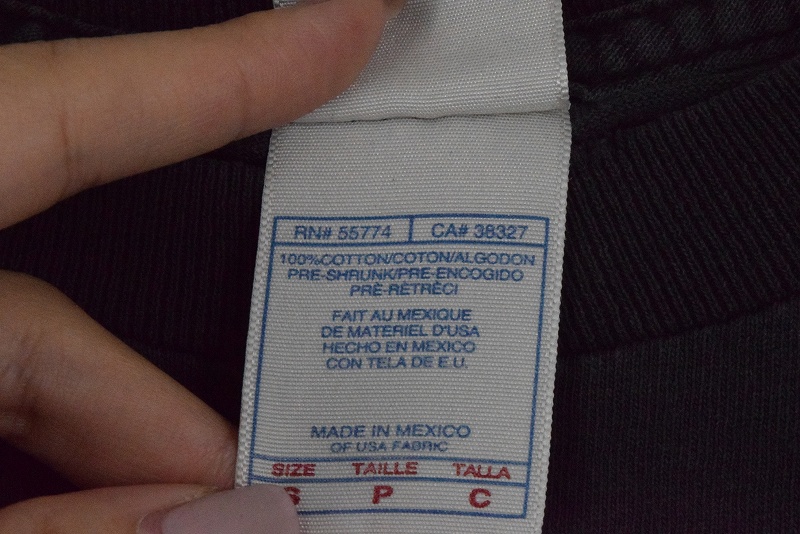 RN# 55774 CA# 38327
100%COTTON/COTON/ALGODON
PRE-SHRUNK/PRE-ENCOGIDO
PRÉ-RÉTRÉCI
FAIT AU MEXIQUE
DE MATERIEL D'USA
HECHO EN MEXICO
CON TELA DE E.U.
MADE IN MEXICO
OF USA FABRIC
SIZE TAILLE TALLA
S P C